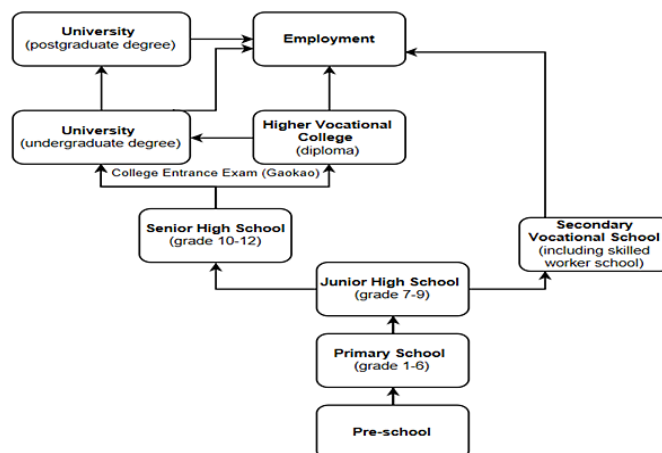 University
(postgraduate degree)
Employment
University
(undergraduate degree)
Higher Vocational
College
(diploma)
College Entrance Exam (Gaokao)
Senior High School
(grade 10-12)
Secondary
Vocational School
(including skilled
worker school)
Junior High School
(grade 7-9)
Primary School
(grade 1-6)
Pre-school